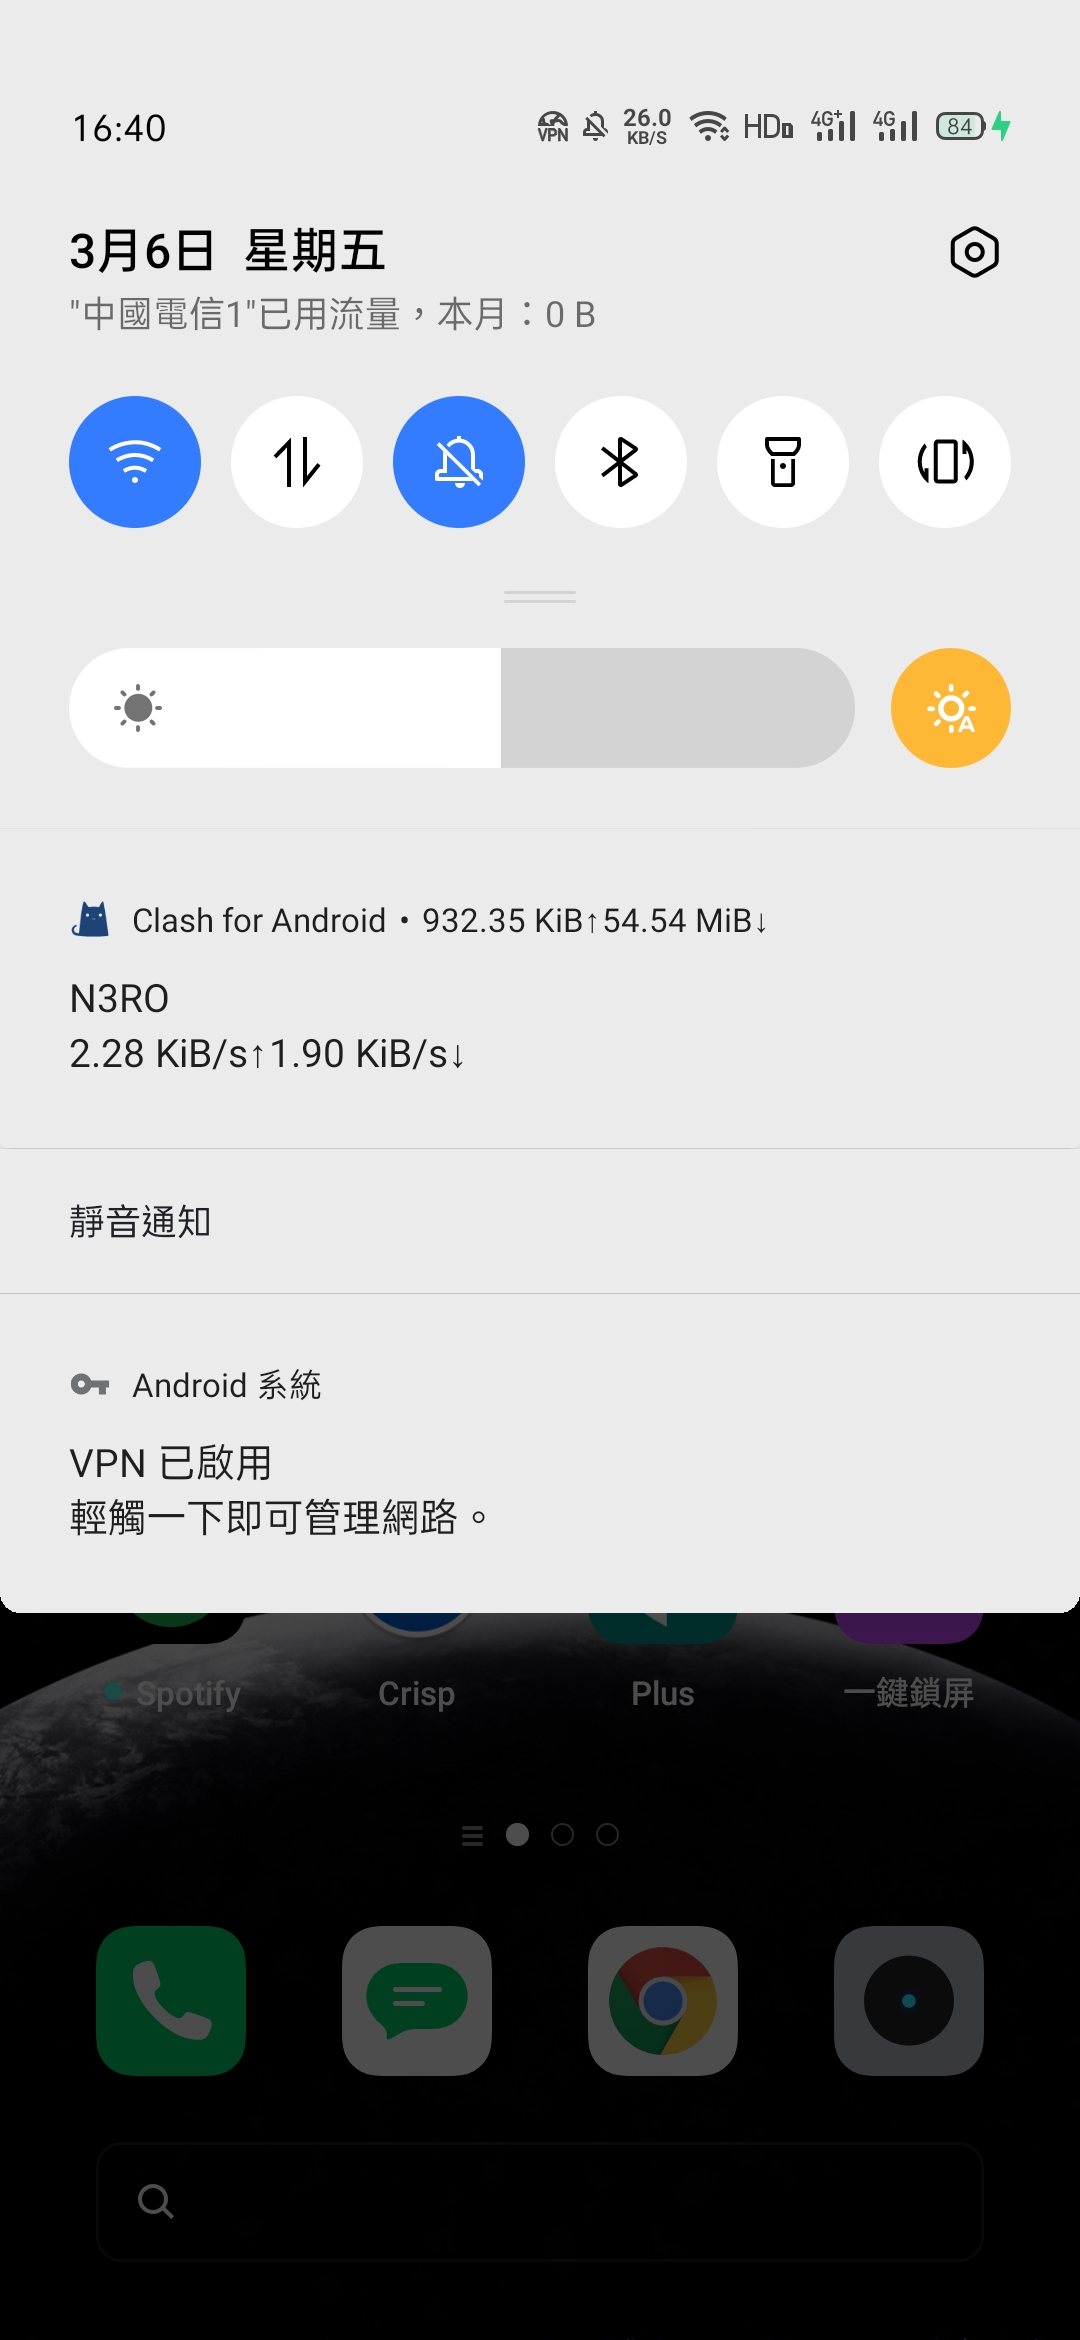 16:40
VPN
26.0
KB/S
HD
4G+
4G
84
3月6日 星期五
"中國電信1"已用流量，本月：0 B
A
Clash for Android • 932.35 KiB↑54.54 MiB↓
N3RO
2.28 KiB/s↑1.90 KiB/s↓
靜音通知
Android 系統
VPN 已啟用
輕觸一下即可管理網路。
Spotify
Crisp
Plus
一鍵鎖屏